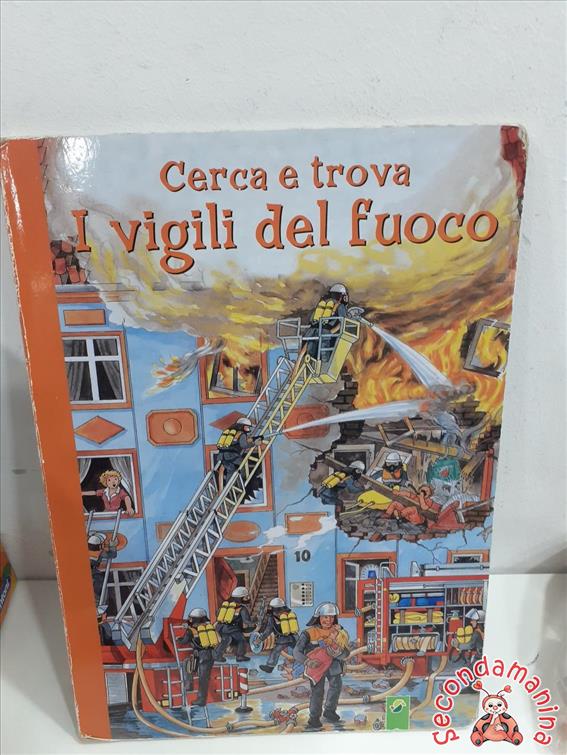 Cerca e trova
I vigili del fuoco
10
Secondamanina